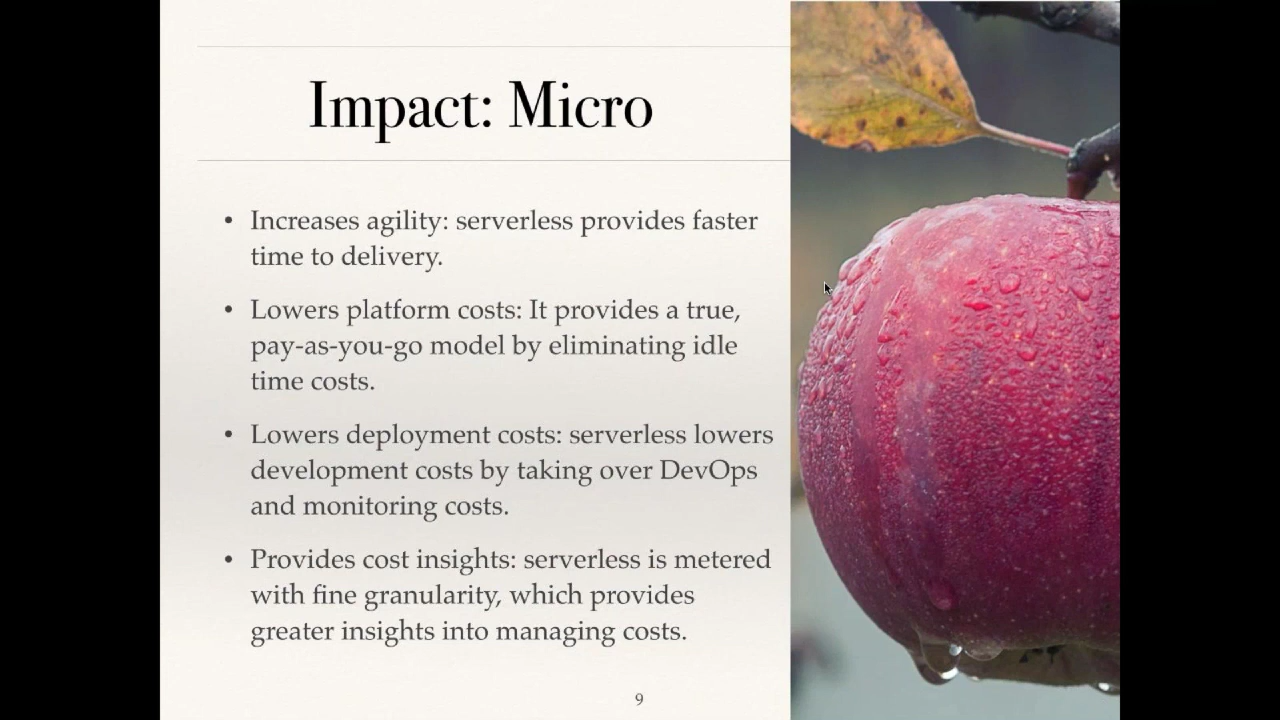 Impact: Micro
• Increases agility: serverless provides faster
time to delivery.
• Lowers platform costs: It provides a true,
pay-as-you-go model by eliminating idle
time costs.
• Lowers deployment costs: serverless lowers
development costs by taking over DevOps
and monitoring costs.
• Provides cost insights: serverless is metered
with fine granularity, which provides
greater insights into managing costs.
9